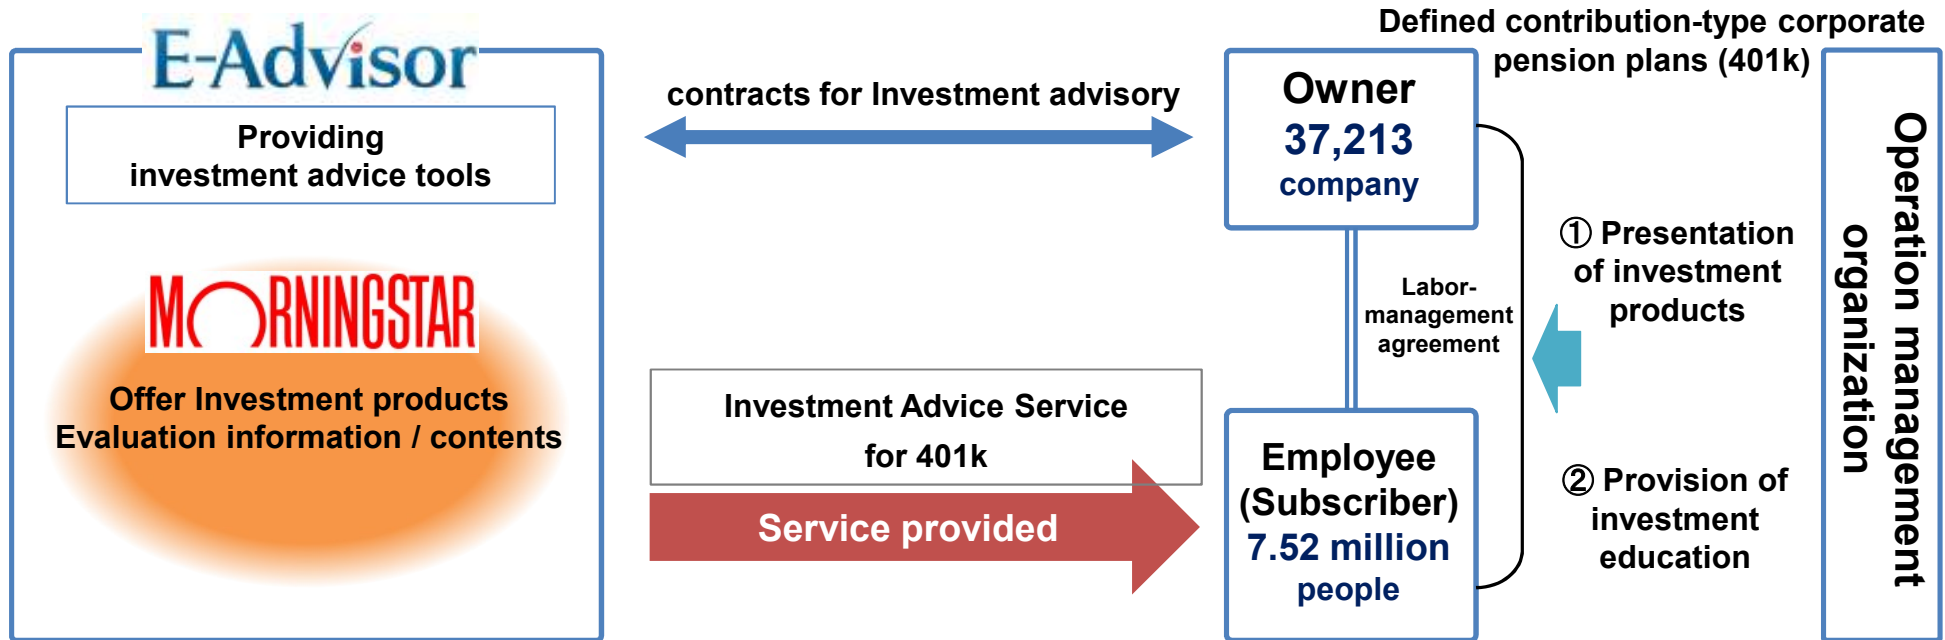 E-Advisor
Providing
investment advice tools
MORNINGSTAR
Offer Investment products
Evaluation information / contents
contracts for Investment advisory
Investment Advice Service
for 401k
Service provided
Defined contribution-type corporate
pension plans (401k)
Owner
37,213
company
Labor-
management
agreement
Employee
(Subscriber)
7.52 million
people
① Presentation
of investment
products
② Provision of
investment
education
Operation management
organization